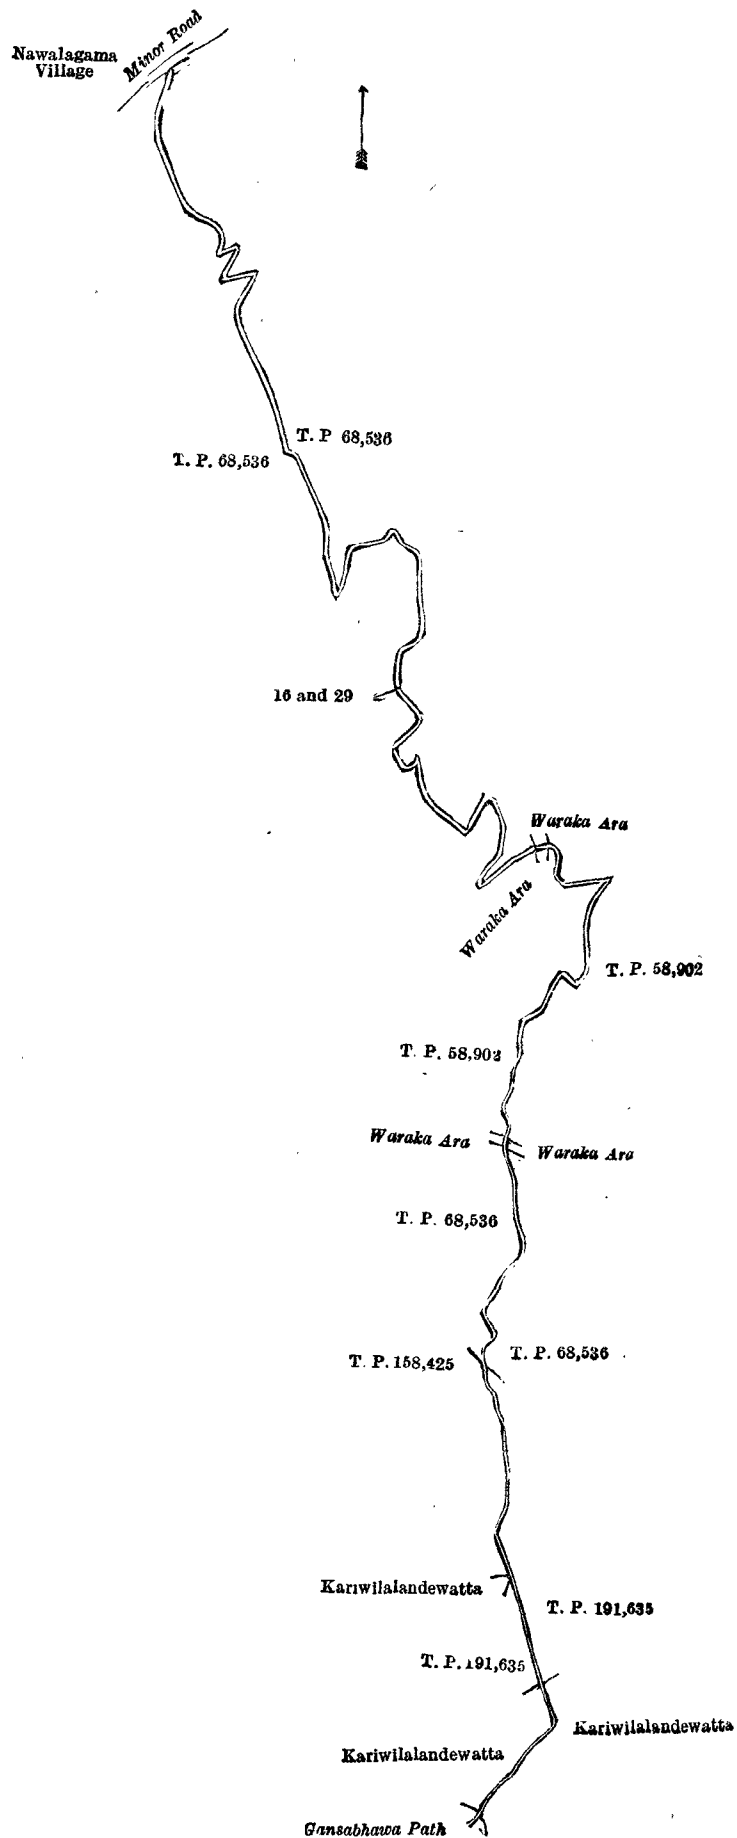 Nawalagama
Village
Minor Road
T. P 68,536
T. P. 68,536
16 and 29
Waraka Ara
Waraka Ara
T. P. 58,902
T. P. 58,902
Waraka Ara
Waraka Ara
T. P. 68,536
T. P. 68,536
T. P. 158,425
Kariwilalandewatta
T. P. 191,635
T. P. 191,635
Kariwilalandewatta
Kariwilalandewatta
Gansabhawa Path